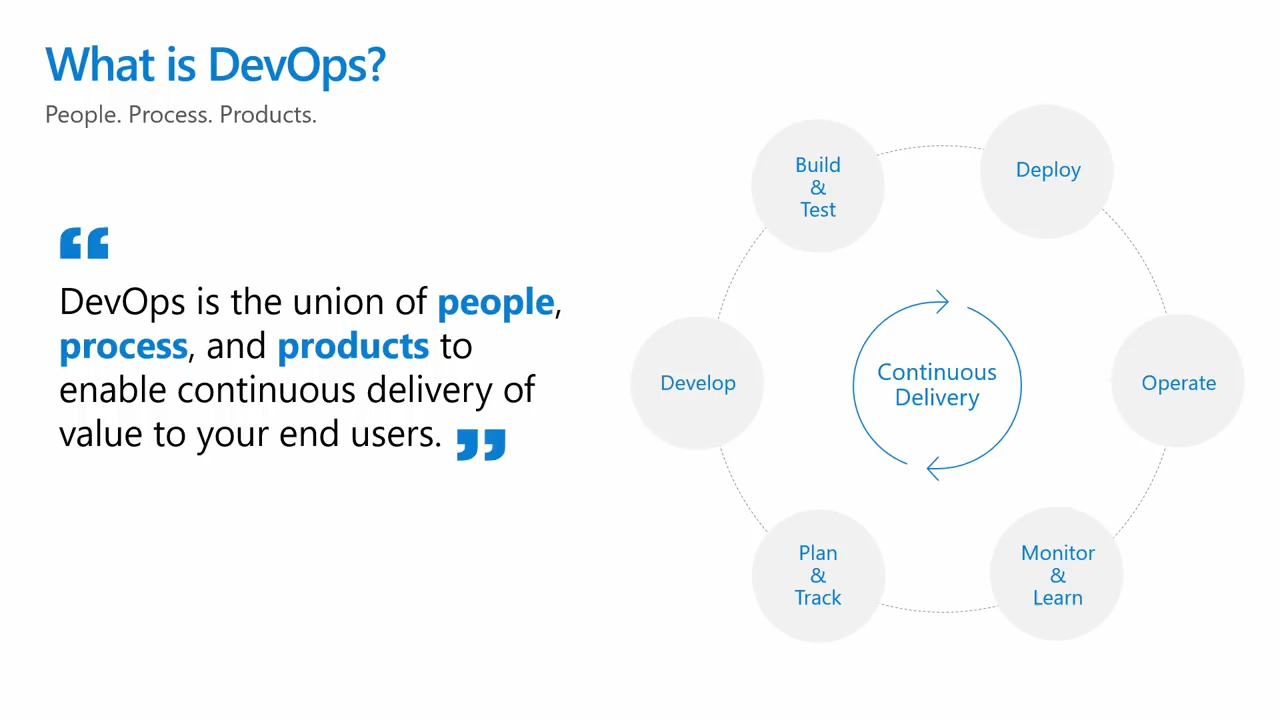 What is DevOps?
People. Process. Products.
“
DevOps is the union of people,
process, and products to
enable continuous delivery of
value to your end users. ”
Build
&
Test
Deploy
Develop
Continuous
Delivery
Operate
Plan
&
Track
Monitor
&
Learn